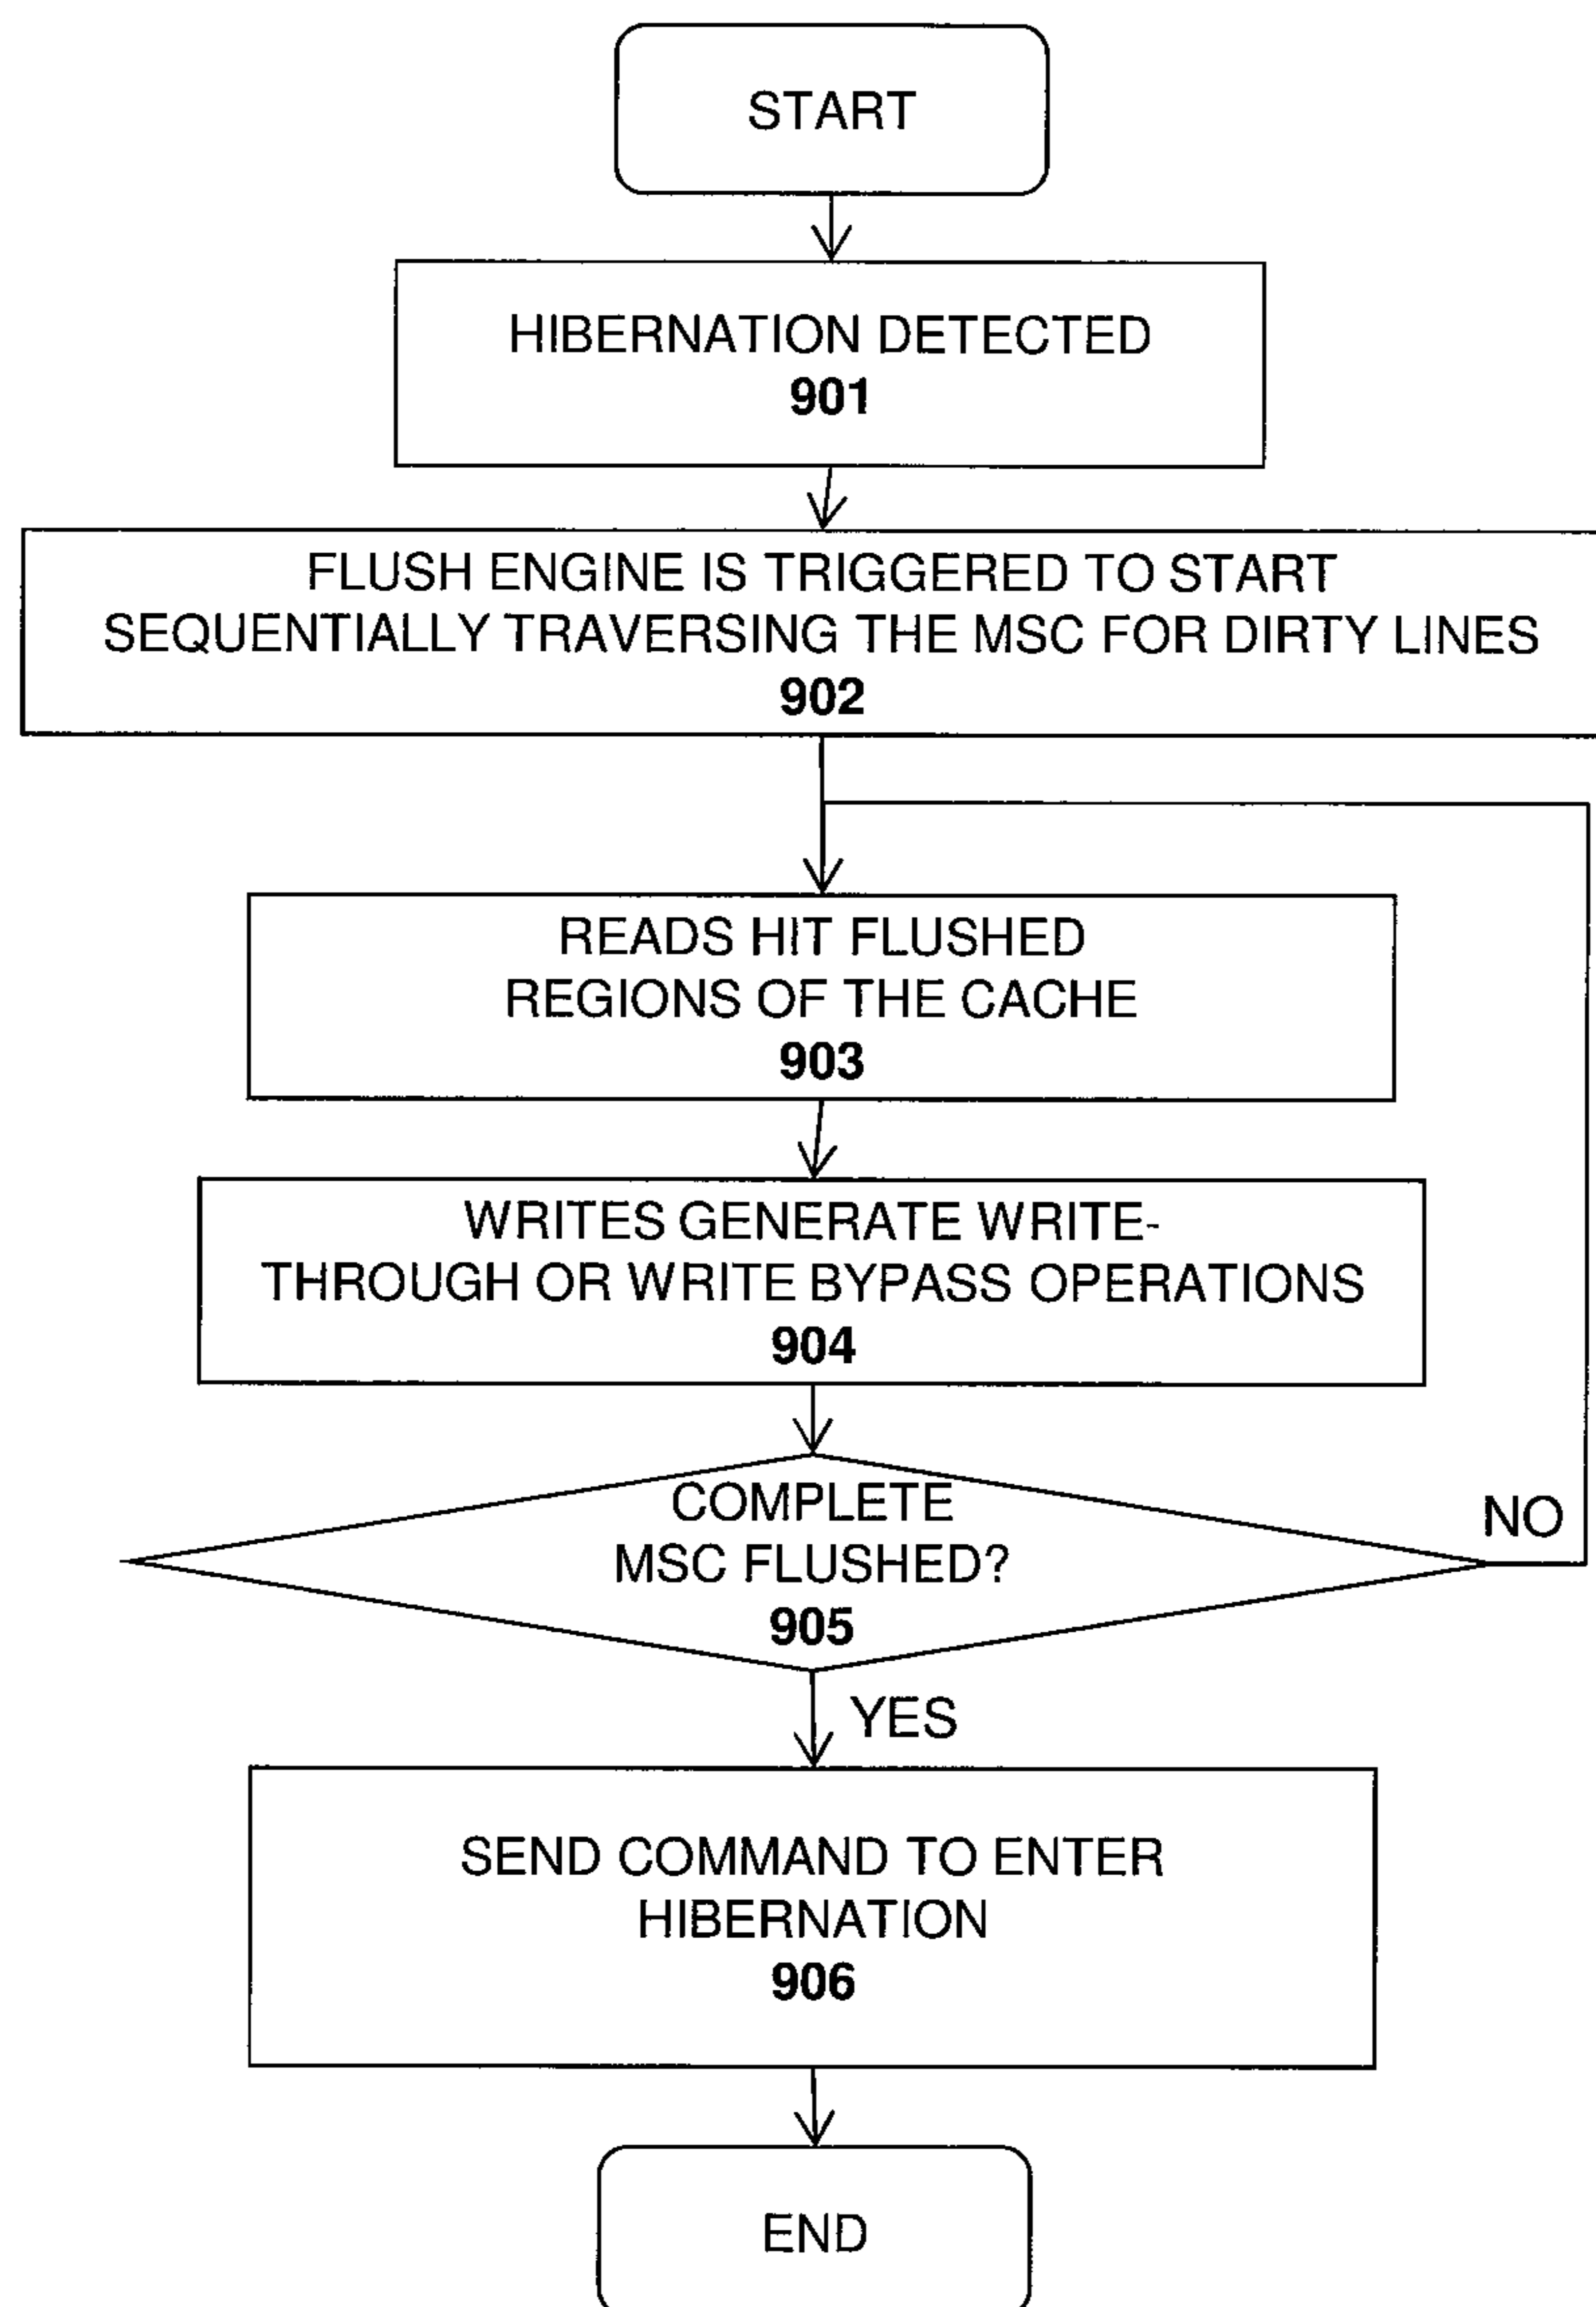 START
HIBERNATION DETECTED
901
FLUSH ENGINE IS TRIGGERED TO START
SEQUENTIALLY TRAVERSING THE MSC FOR DIRTY LINES
902
READS HIT FLUSHED
REGIONS OF THE CACHE
903
WRITES GENERATE WRITE-
THROUGH OR WRITE BYPASS OPERATIONS
904
COMPLETE
MSC FLUSHED?
905
NO
YES
SEND COMMAND TO ENTER
HIBERNATION
906
END